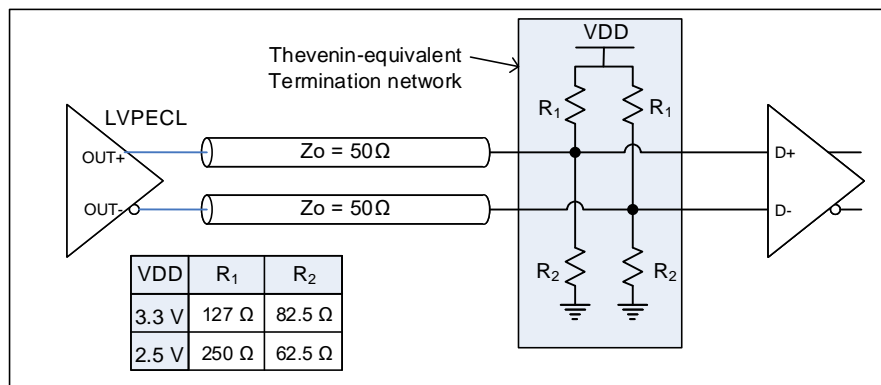 VDD
Thevenin-equivalent
Termination network
R1
R1
LVPECL
OUT+
Zo = 50Ω
D+
OUT-
Zo = 50Ω
D-
R2
R2
VDD R1 R2
3.3 V 127 Ω 82.5 Ω
2.5 V 250 Ω 62.5 Ω